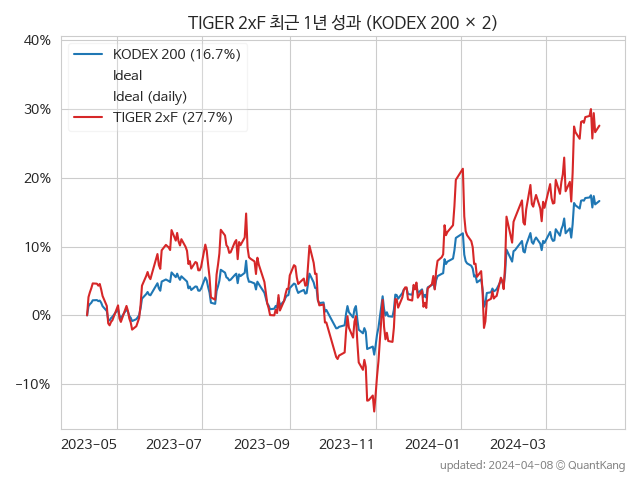 TIGER 2xF 최근 1년 성과 (KODEX 200 × 2)
40%
KODEX 200 (16.7%)
Ideal
Ideal (daily)
TIGER 2xF (27.7%)
30%
20%
10%
0%
−10%
2023-05 2023-07 2023-09 2023-11 2024-01 2024-03
updated: 2024-04-08 © QuantKang